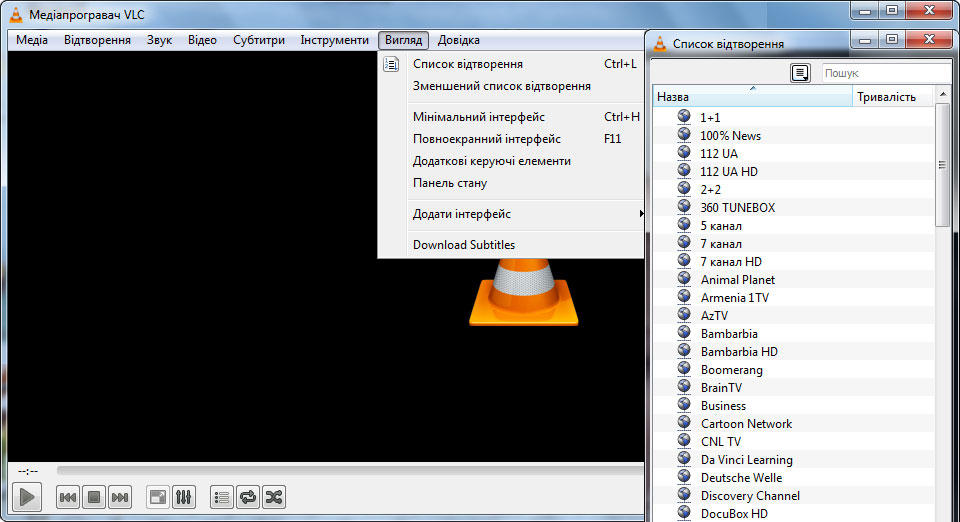 Медіапрогравач VLC
Медіа Відтворення Звук Відео Субтитри Інструменти Вигляд Довідка
Список відтворення Ctrl+L
Зменшений список відтворення
Мінімальний інтерфейс Ctrl+H
Повноекранний інтерфейс F11
Додаткові керуючі елементи
Панель стану
Додати інтерфейс
Download Subtitles
--:--
Список відтворення
Пошук
Назва Тривалість
1+1
100% News
112 UA
112 UA HD
2+2
360 TUNEBOX
5 канал
7 канал
7 канал HD
Animal Planet
Armenia 1TV
AzTV
Bambarbia
Bambarbia HD
Boomerang
BrainTV
Business
Cartoon Network
CNL TV
Da Vinci Learning
Deutsche Welle
Discovery Channel
DocuBox HD